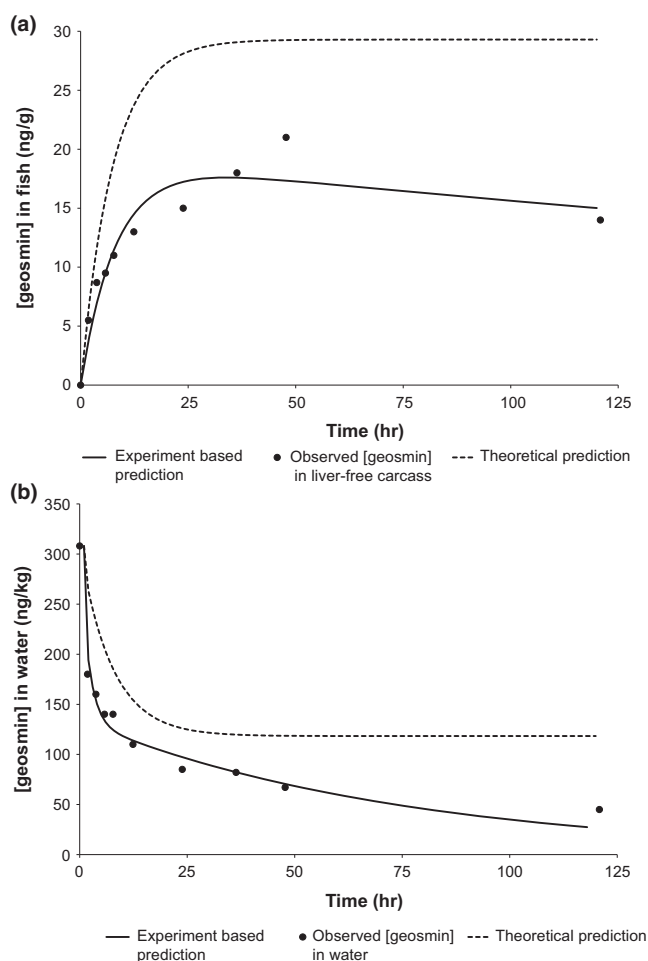 (a)
30
25
20
15
10
5
0
[geosmin] in fish (ng/g)
0 25 50 75 100 125
Time (hr)
Experiment based prediction
Observed [geosmin] in liver-free carcass
Theoretical prediction
(b)
350
300
250
200
150
100
50
0
[geosmin] in water (ng/kg)
0 25 50 75 100 125
Time (hr)
Experiment based prediction
Observed [geosmin] in water
Theoretical prediction